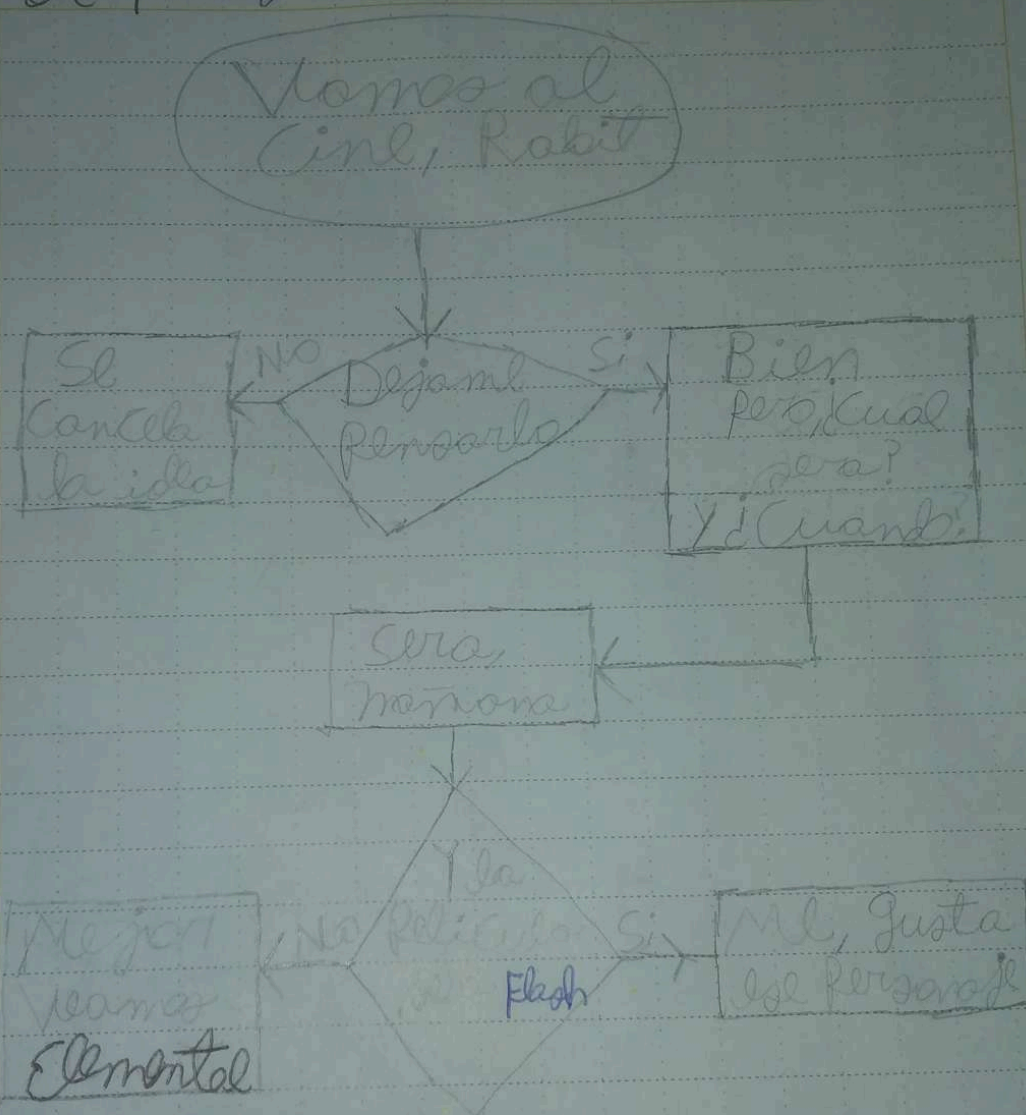 Vamos al
Cine, Robit
No
Si
Se
Cancela
la idea
Dejame
Pensarlo
Bien
pero, ¿Cual
sera?
Y ¿Cuando?
Sera,
mañana
Y la
Pelicula
Flash
No
Si
Mejor
veamos
Elemental
Me, gusta
ese Personaje